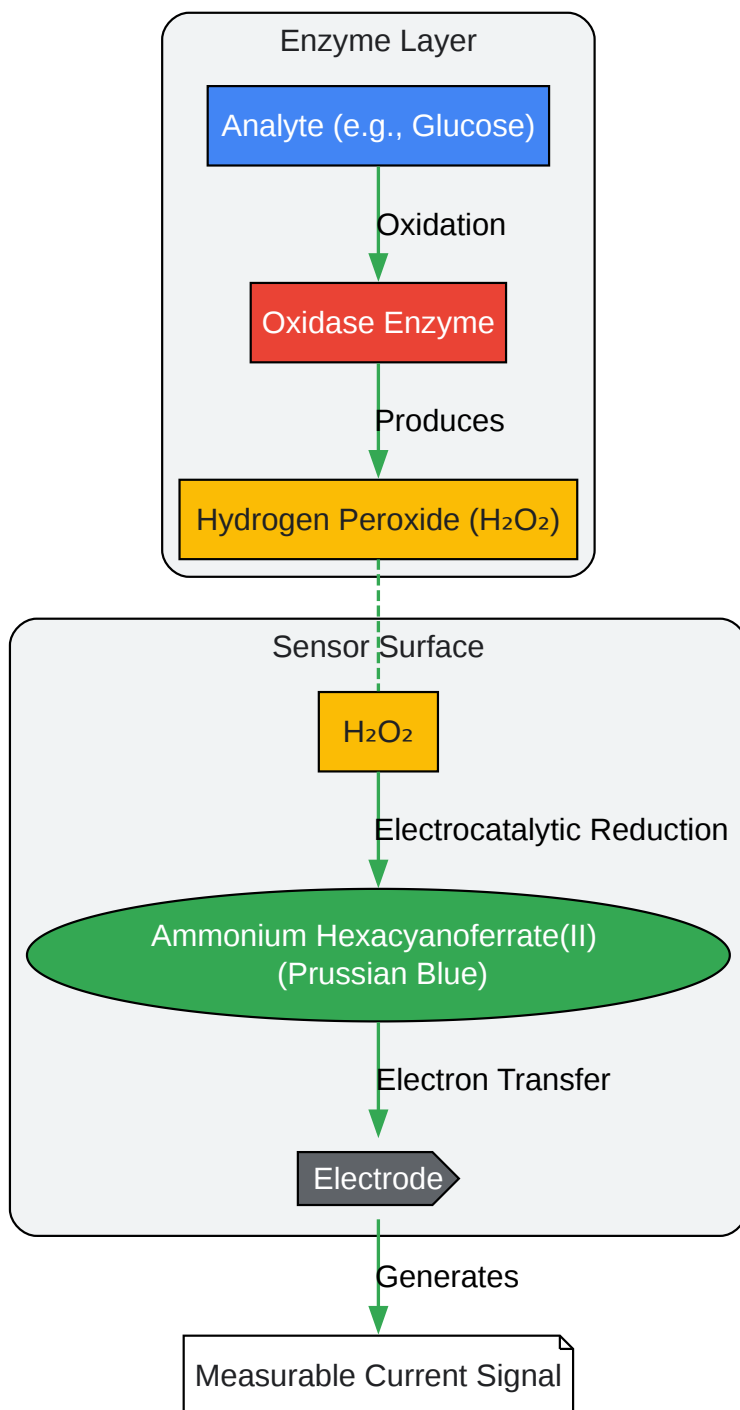 Enzyme Layer
Analyte (e.g., Glucose)
Oxidation
Oxidase Enzyme
Produces
Hydrogen Peroxide (H₂O₂)
Sensor Surface
H₂O₂
Electrocatalytic Reduction
Ammonium Hexacyanoferrate(II)
(Prussian Blue)
Electron Transfer
Electrode
Generates
Measurable Current Signal